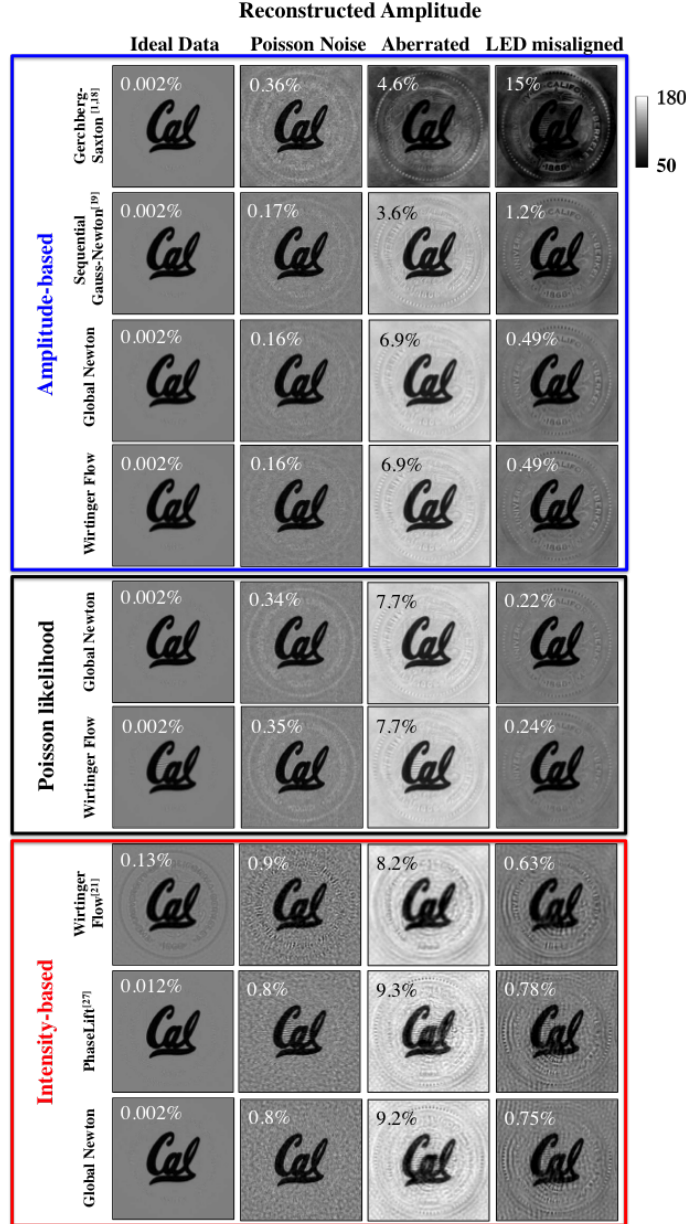 Reconstructed Amplitude
Ideal Data Poisson Noise Aberrated LED misaligned
Amplitude-based
Gerchberg-
Saxton [1,18]
0.002% 0.36% 4.6% 15%
180
50
Sequential
Gauss-Newton[19]
0.002% 0.17% 3.6% 1.2%
Global Newton
0.002% 0.16% 6.9% 0.49%
Wirtinger Flow
0.002% 0.16% 6.9% 0.49%
Poisson likelihood
Global Newton
0.002% 0.34% 7.7% 0.22%
Wirtinger Flow
0.002% 0.35% 7.7% 0.24%
Intensity-based
Wirtinger
Flow[21]
0.13% 0.9% 8.2% 0.63%
PhaseLift[27]
0.012% 0.8% 9.3% 0.78%
Global Newton
0.002% 0.8% 9.2% 0.75%
Cal Cal Cal Cal
Cal Cal Cal Cal
Cal Cal Cal Cal
Cal Cal Cal Cal
Cal Cal Cal Cal
Cal Cal Cal Cal
Cal Cal Cal Cal
Cal Cal Cal Cal
Cal Cal Cal Cal